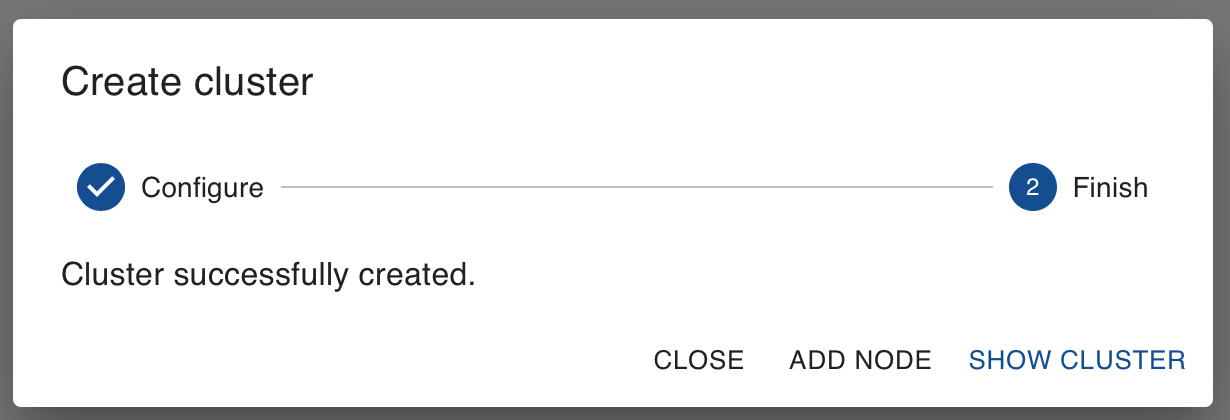 Create cluster
Configure 2 Finish
Cluster successfully created.
CLOSE ADD NODE SHOW CLUSTER